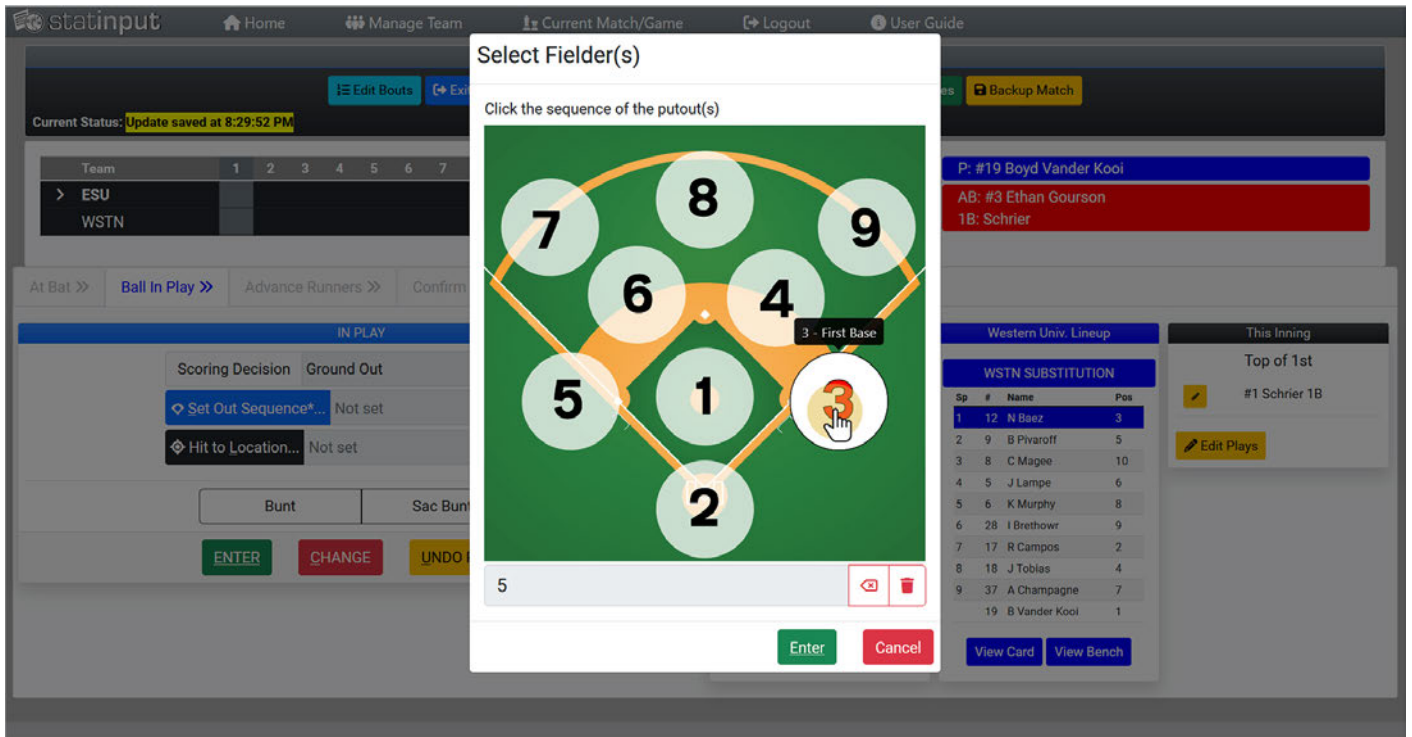 statinput Home Manage Team Current Match/Game Logout User Guide
Select Fielder(s)
Edit Bouts Backup Match
Click the sequence of the putout(s)
Current Status: Update saved at 8:29:52 PM
Team 1 2 3 4 5 6 7
ESU
WSTN
P: #19 Boyd Vander Kooi
AB: #3 Ethan Gourson
1B: Schrier
8
7 9
6 4
3 - First Base
5 1 3
2
At Bat Ball In Play Advance Runners Confirm
IN PLAY
Scoring Decision Ground Out
Set Out Sequence*... Not set
Hit to Location... Not set
Bunt Sac Bunt
ENTER CHANGE UNDO
5
Enter Cancel
Western Univ. Lineup
WSTN SUBSTITUTION
Sp # Name Pos
1 12 N Baez 3
2 9 B Pivaroff 5
3 8 C Magee 10
4 5 J Lampe 6
5 6 K Murphy 8
6 28 I Brethowr 9
7 17 R Campos 2
8 18 J Tobias 4
9 37 A Champagne 7
19 B Vander Kooi 1
View Card View Bench
This Inning
Top of 1st
#1 Schrier 1B
Edit Plays